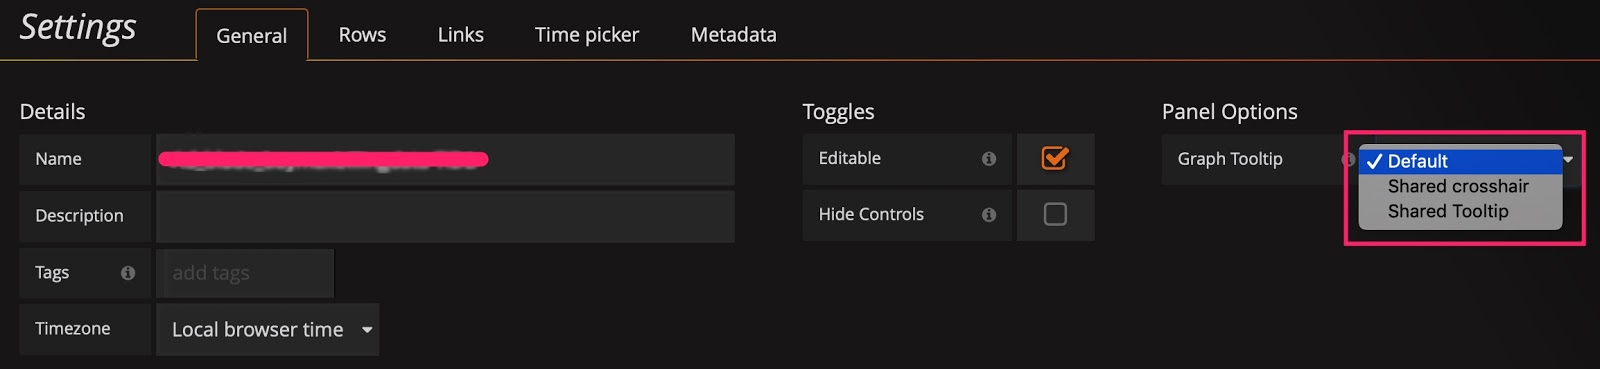 Settings
General
Rows
Links
Time picker
Metadata
Details
Name
Description
Tags
add tags
Timezone
Local browser time
Toggles
Editable
Hide Controls
Panel Options
Graph Tooltip
✓ Default
Shared crosshair
Shared Tooltip